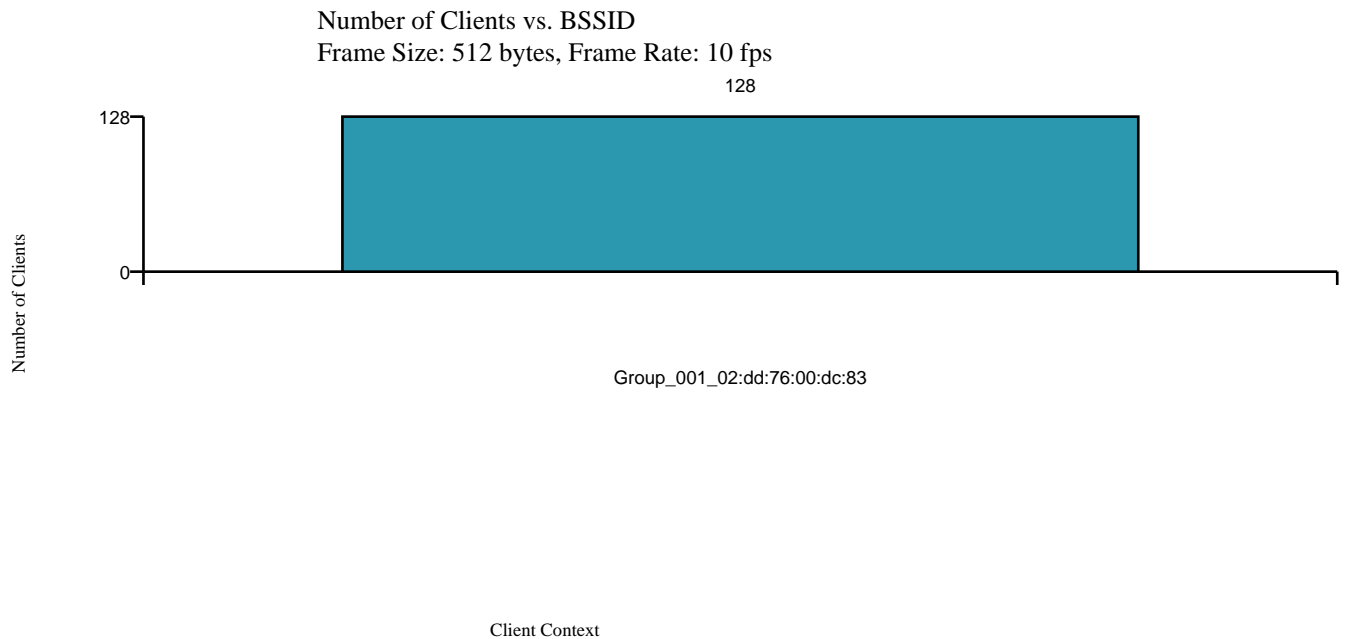 Number of Clients vs. BSSID
Frame Size: 512 bytes, Frame Rate: 10 fps
128
128
0
Number of Clients
Group_001_02:dd:76:00:dc:83
Client Context